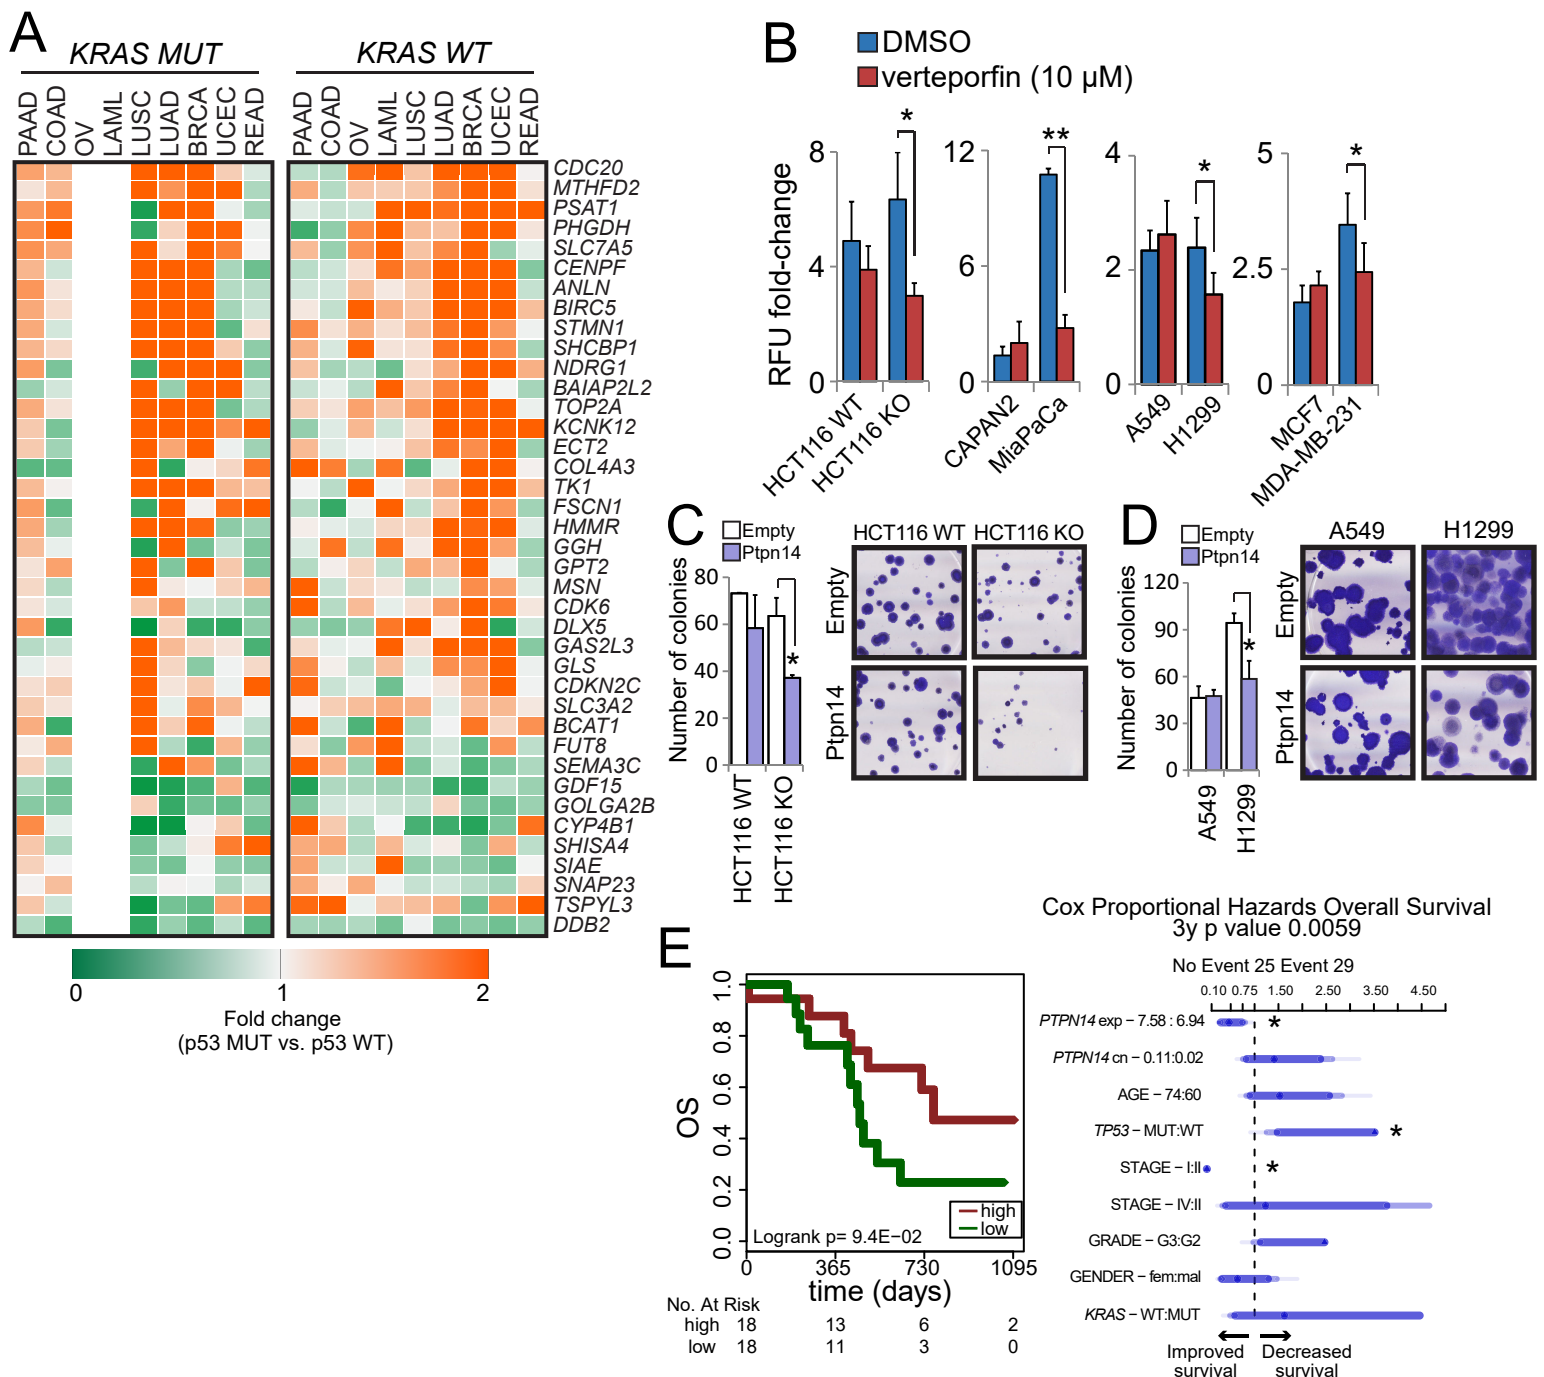 A
KRAS MUT
KRAS WT
PAAD
COAD
OV
LAML
LUSC
LUAD
BRCA
UCEC
READ
PAAD
COAD
OV
LAML
LUSC
LUAD
BRCA
UCEC
READ
CDC20
MTHFD2
PSAT1
PHGDH
SLC7A5
CENPF
ANLN
BIRC5
STMN1
SHCBP1
NDRG1
BAIAP2L2
TOP2A
KCNK12
ECT2
COL4A3
TK1
FSCN1
HMMR
GGH
GPT2
MSN
CDK6
DLX5
GAS2L3
GLS
CDKN2C
SLC3A2
BCAT1
FUT8
SEMA3C
GDF15
GOLGA2B
CYP4B1
SHISA4
SIAE
SNAP23
TSPYL3
DDB2
0 1 2
Fold change
(p53 MUT vs. p53 WT)
B
DMSO
verteporfin (10 µM)
RFU fold-change
8
4
0
*
HCT116 WT
HCT116 KO
12
6
0
**
CAPAN2
MiaPaCa
4
2
0
*
A549
H1299
5
2.5
0
*
MCF7
MDA-MB-231
C
Empty
Ptpn14
Number of colonies
80
60
40
20
0
*
HCT116 WT
HCT116 KO
HCT116 WT HCT116 KO
Empty
Ptpn14
D
Empty
Ptpn14
Number of colonies
120
90
60
30
0
*
A549
H1299
A549 H1299
Empty
Ptpn14
E
OS
1.0
0.8
0.6
0.4
0.2
0.0
high
low
Logrank p= 9.4E−02
0 365 730 1095
time (days)
No. At Risk
high 18 13 6 2
low 18 11 3 0
Cox Proportional Hazards Overall Survival
3y p value 0.0059
No Event 25 Event 29
0.10 0.75 1.50 2.50 3.50 4.50
PTPN14 exp − 7.58 : 6.94 *
PTPN14 cn − 0.11:0.02
AGE − 74:60
TP53 − MUT:WT *
STAGE − I:II *
STAGE − IV:II
GRADE − G3:G2
GENDER − fem:mal
KRAS − WT:MUT
Improved survival
Decreased survival